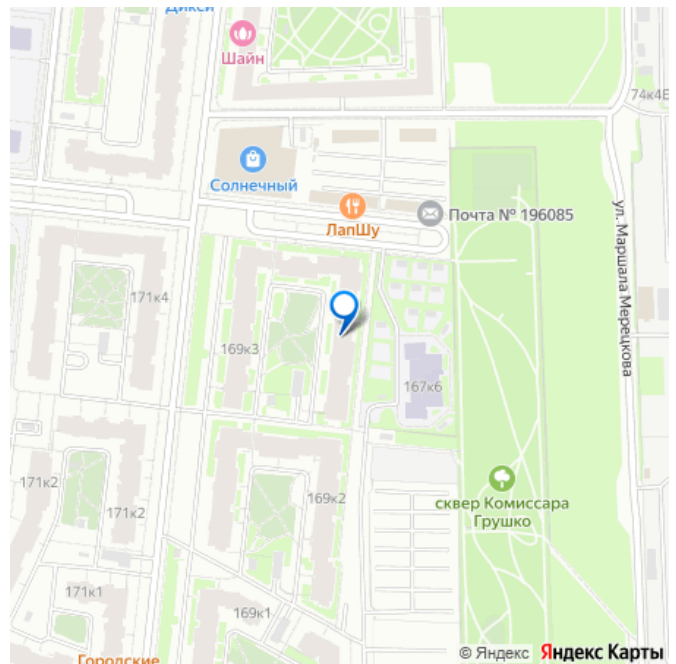 Дикси
Шайн
74к4Е
Солнечный
ЛапШу
Почта № 196085
ул. Маршала Мерецкова
171к4
169к3
167к6
171к2
169к2
сквер Комиссара
Грушко
171к2
171к1
169к1
Городские
© Яндекс Яндекс Карты